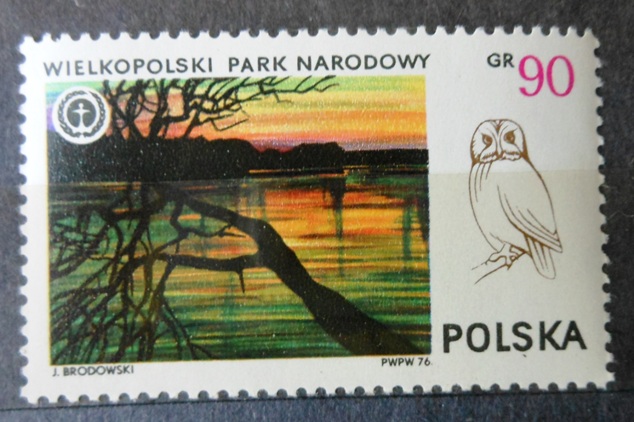 WIELKOPOLSKI PARK NARODOWY
GR 90
POLSKA
J. BRODOWSKI
PWPW 76.